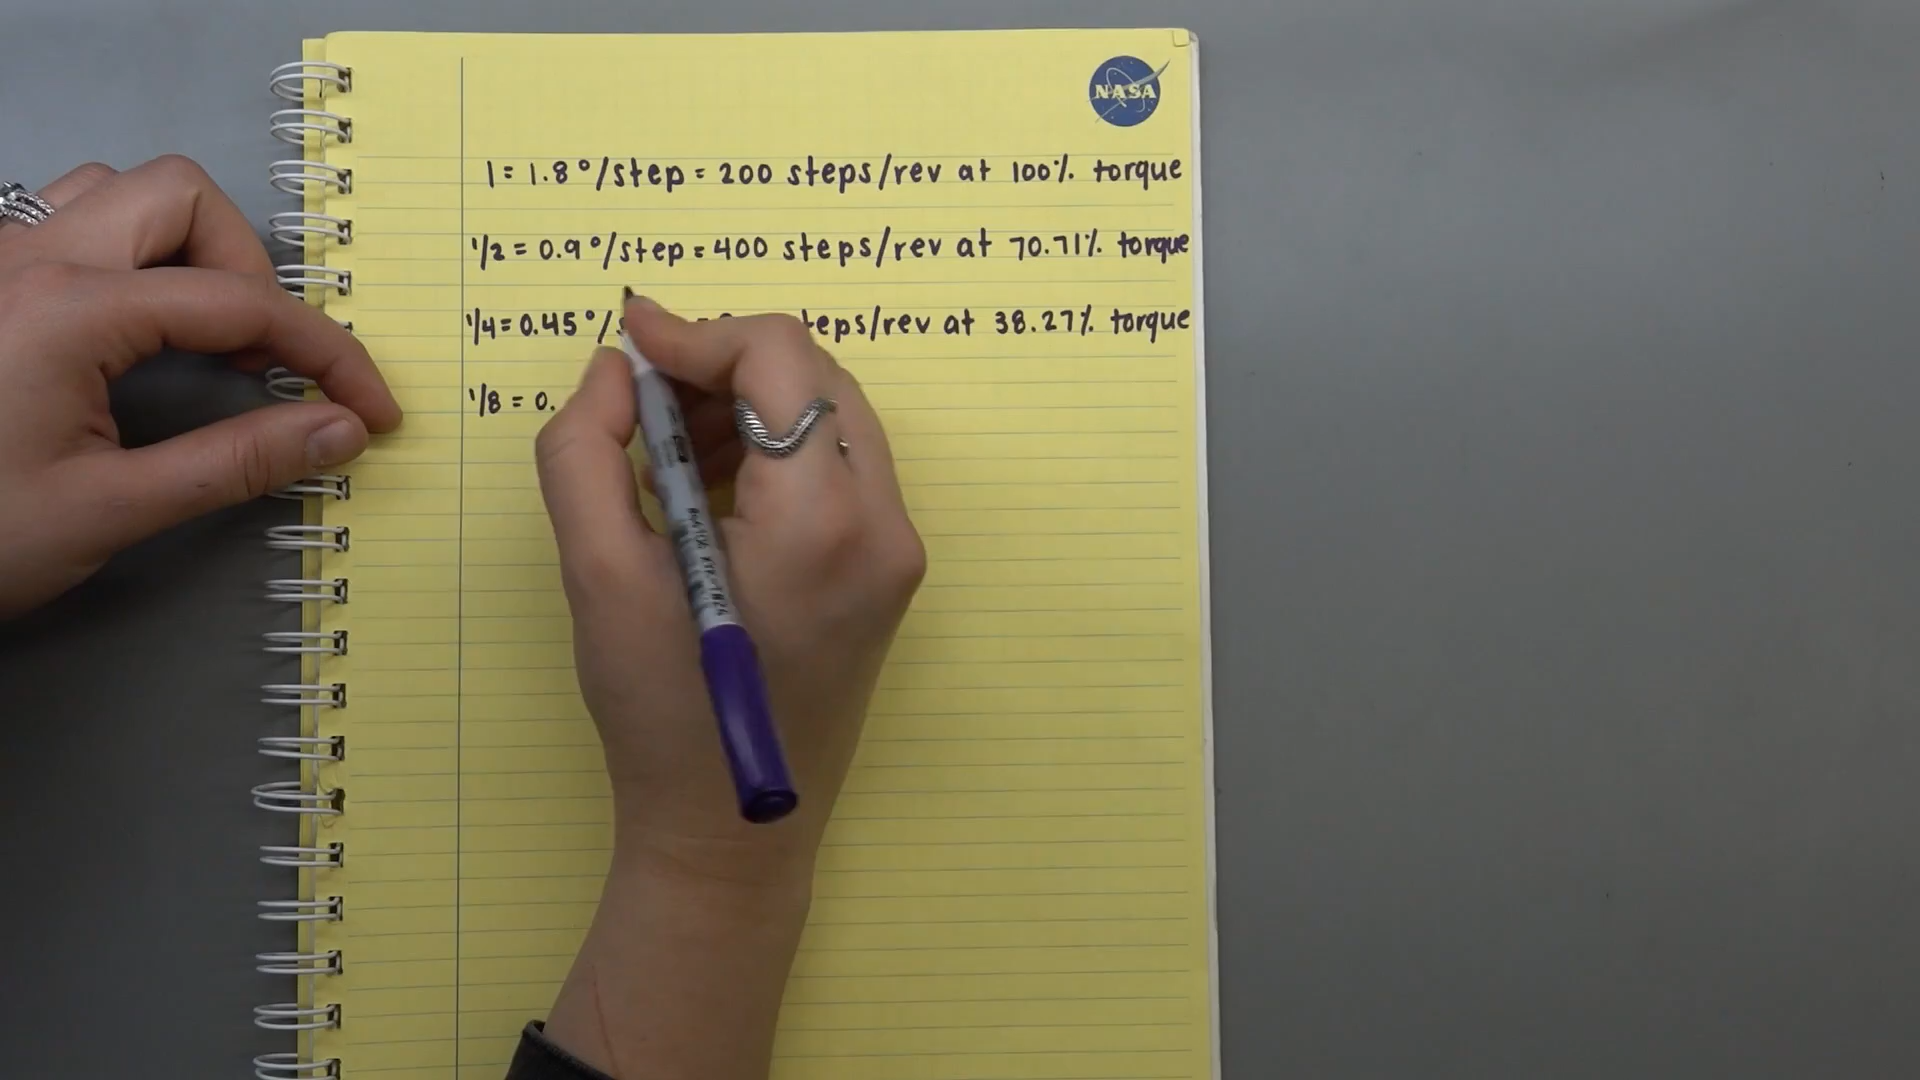 NASA
1 = 1.8°/step = 200 steps/rev at 100% torque
1/2 = 0.9°/step = 400 steps/rev at 70.71% torque
1/4 = 0.45°/ = teps/rev at 38.27% torque
1/8 = 0.